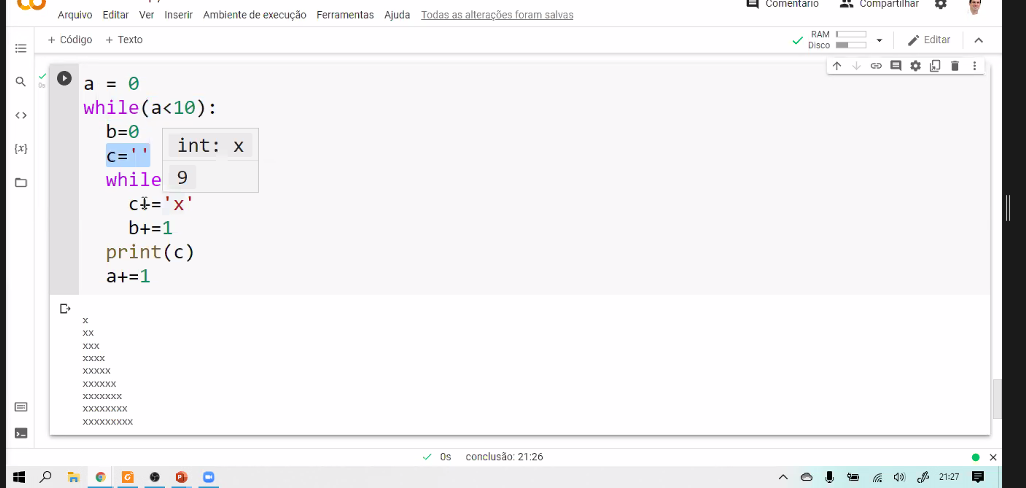 Comentário Compartilhar
Arquivo Editar Ver Inserir Ambiente de execução Ferramentas Ajuda Todas as alterações foram salvas
+ Código + Texto
RAM
Disco
Editar
0s
a = 0
while(a<10):
b=0
c=''
int: x
9
while
c+='x'
b+=1
print(c)
a+=1
{x}
x
xx
xxx
xxxx
xxxxx
xxxxxx
xxxxxxx
xxxxxxxx
xxxxxxxxx
0s conclusão: 21:26
21:27